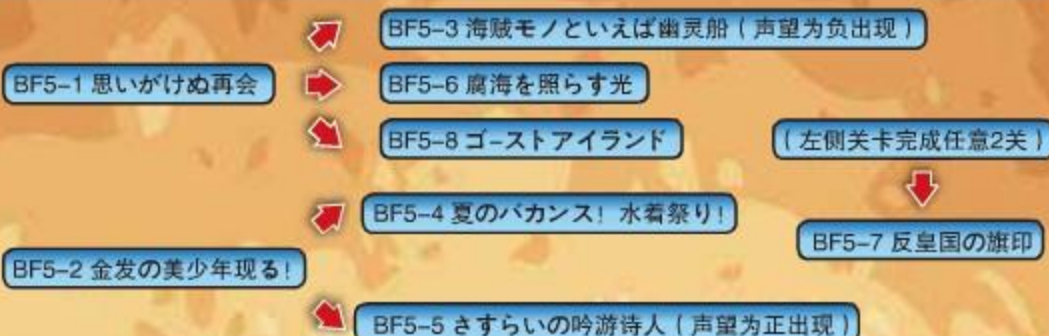 BF5-3 海贼モノといえば幽灵船(声望为负出现)
BF5-1 思いがけぬ再会
BF5-6 腐海を照らす光
BF5-8 ゴーストアイランド
(左侧关卡完成任意2关)
BF5-4 夏のバカンス!水着祭り!
BF5-7 反皇国の旗印
BF5-2 金发の美少年现る!
BF5-5 さすらいの吟游诗人(声望为正出现)